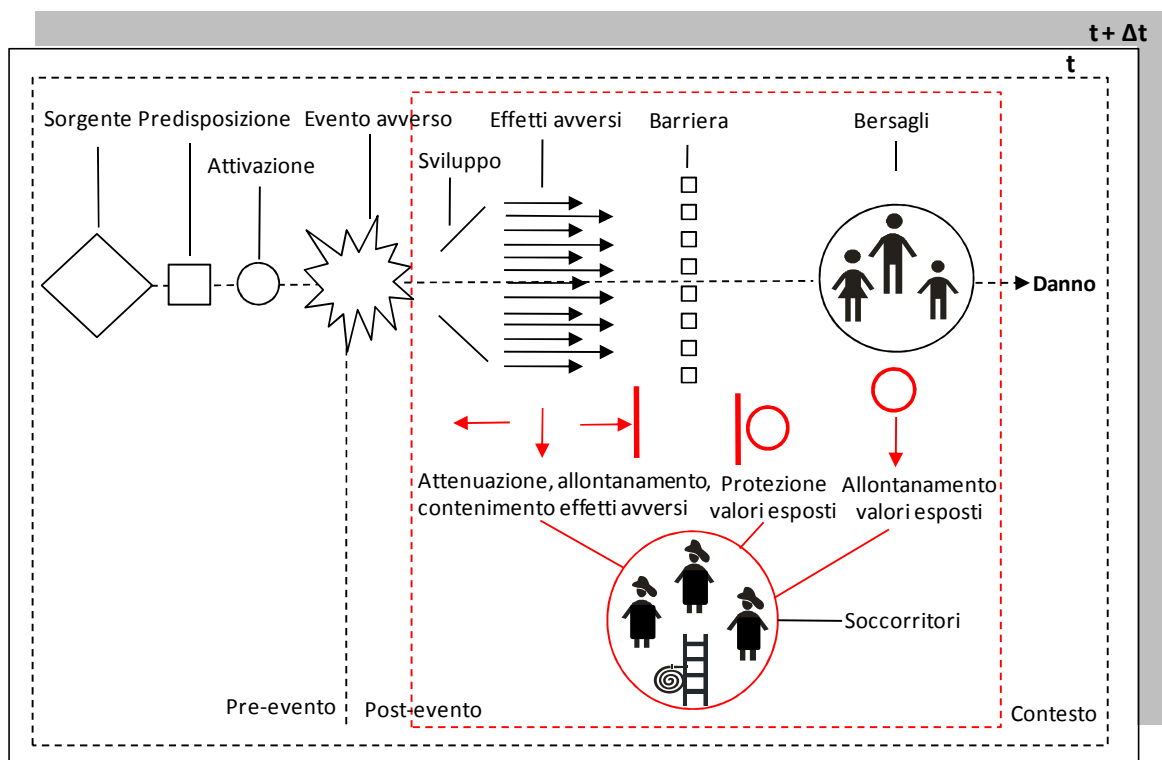 t + Δt
t
Sorgente Predisposizione Evento avverso Effetti avversi Barriera Bersagli
Attivazione Sviluppo
Danno
Attenuazione, allontanamento,
contenimento effetti avversi
Protezione
valori esposti
Allontanamento
valori esposti
Soccorritori
Pre-evento Post-evento Contesto